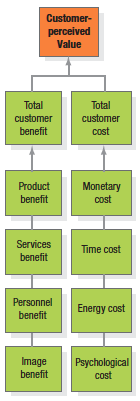 Customer-
perceived
Value
Total
customer
benefit
Total
customer
cost
Product
benefit
Monetary
cost
Services
benefit
Time cost
Personnel
benefit
Energy cost
Image
benefit
Psychological
cost